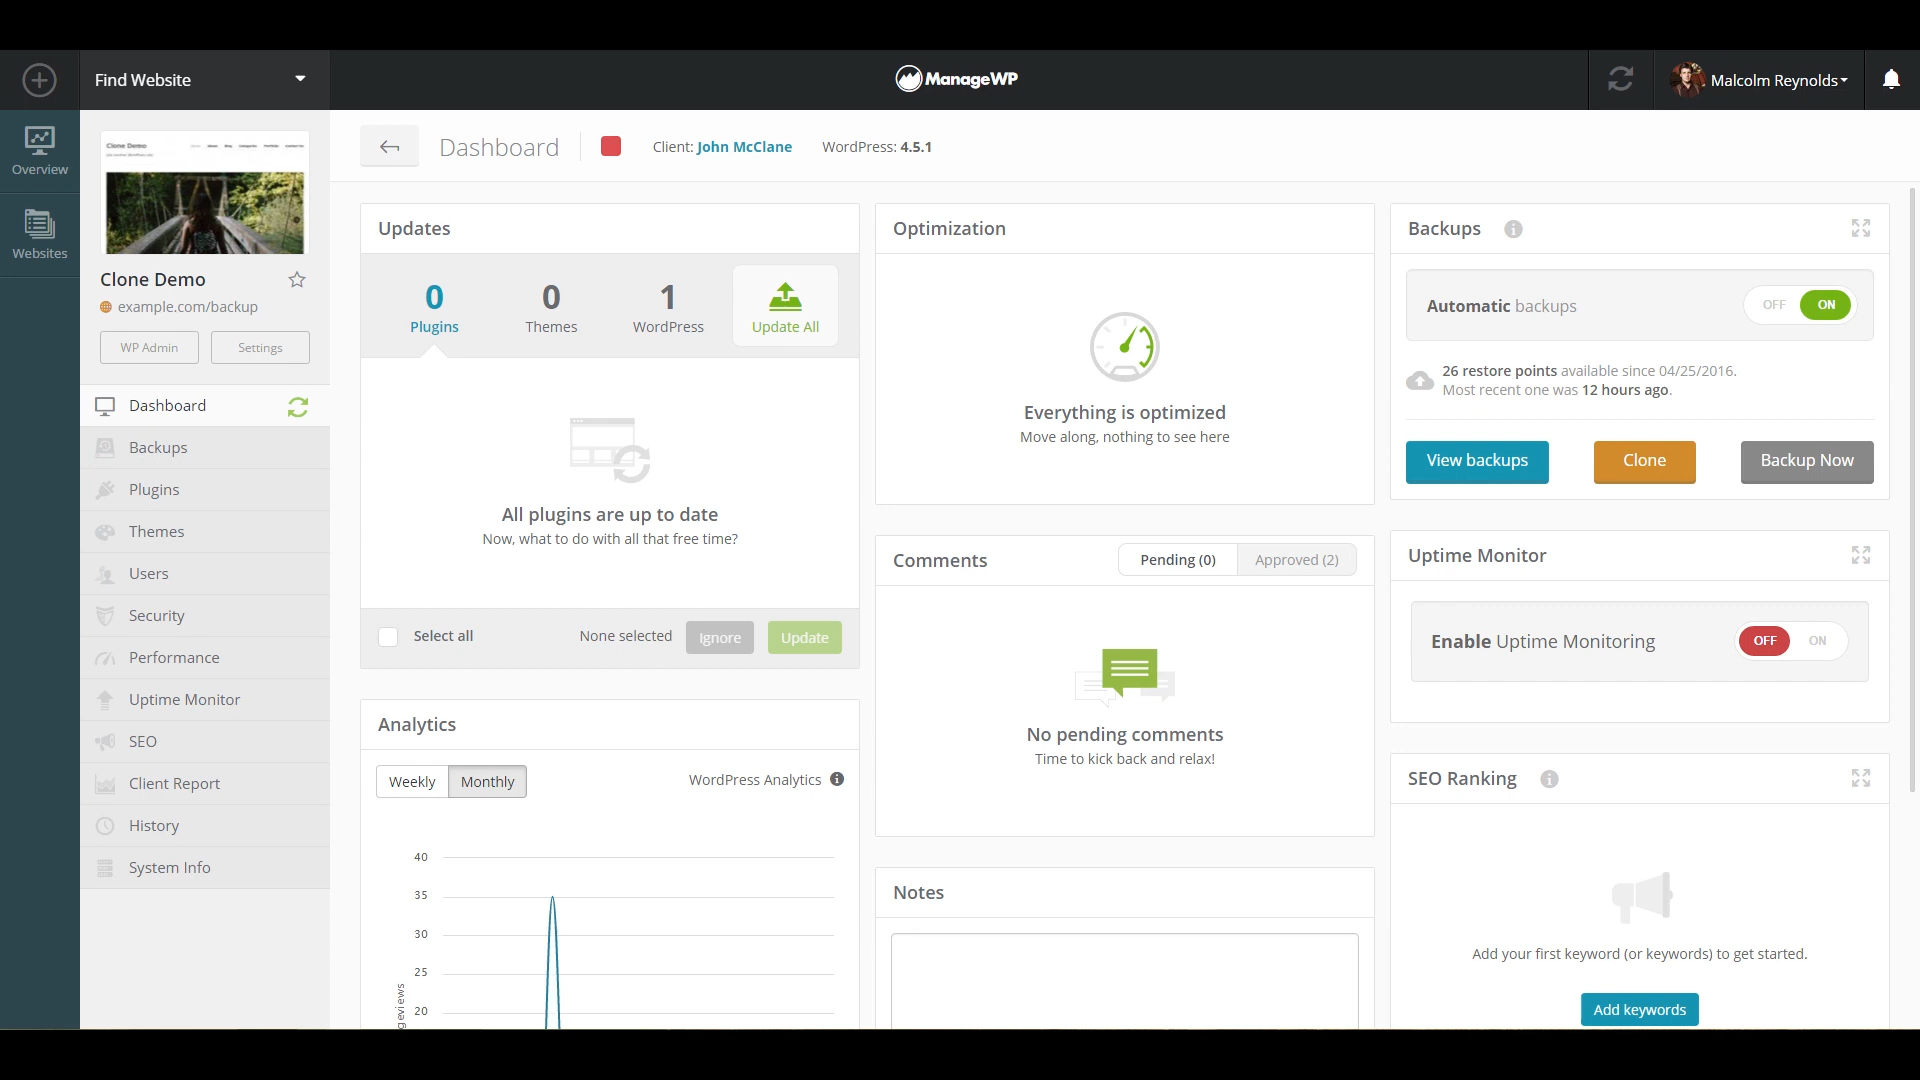 Find Website
ManageWP
Malcolm Reynolds
Overview
Websites
Clone Demo
Clone Demo
example.com/backup
WP Admin
Settings
Dashboard
Backups
Plugins
Themes
Users
Security
Performance
Uptime Monitor
SEO
Client Report
History
System Info
Dashboard
Client: John McClane
WordPress: 4.5.1
Updates
0
Plugins
0
Themes
1
WordPress
Update All
All plugins are up to date
Now, what to do with all that free time?
Select all
None selected
Ignore
Update
Analytics
Weekly
Monthly
WordPress Analytics
40
35
30
25
20
geviews
Optimization
Everything is optimized
Move along, nothing to see here
Comments
Pending (0)
Approved (2)
No pending comments
Time to kick back and relax!
Notes
Backups
Automatic backups
OFF
ON
26 restore points available since 04/25/2016.
Most recent one was 12 hours ago.
View backups
Clone
Backup Now
Uptime Monitor
Enable Uptime Monitoring
OFF
ON
SEO Ranking
Add your first keyword (or keywords) to get started.
Add keywords